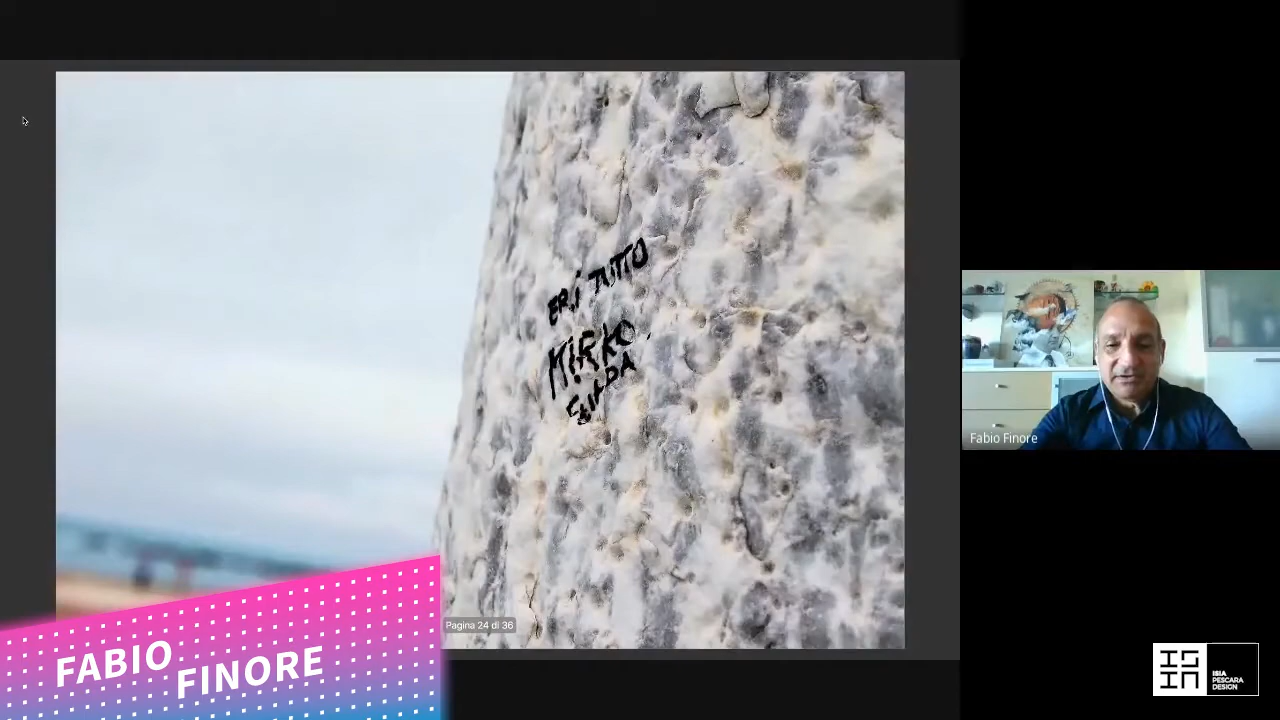 ERI TUTTO
MIRKO
Pagina 24 di 36
FABIO
FINORE
Fabio Finore
ISIA
PESCARA
DESIGN